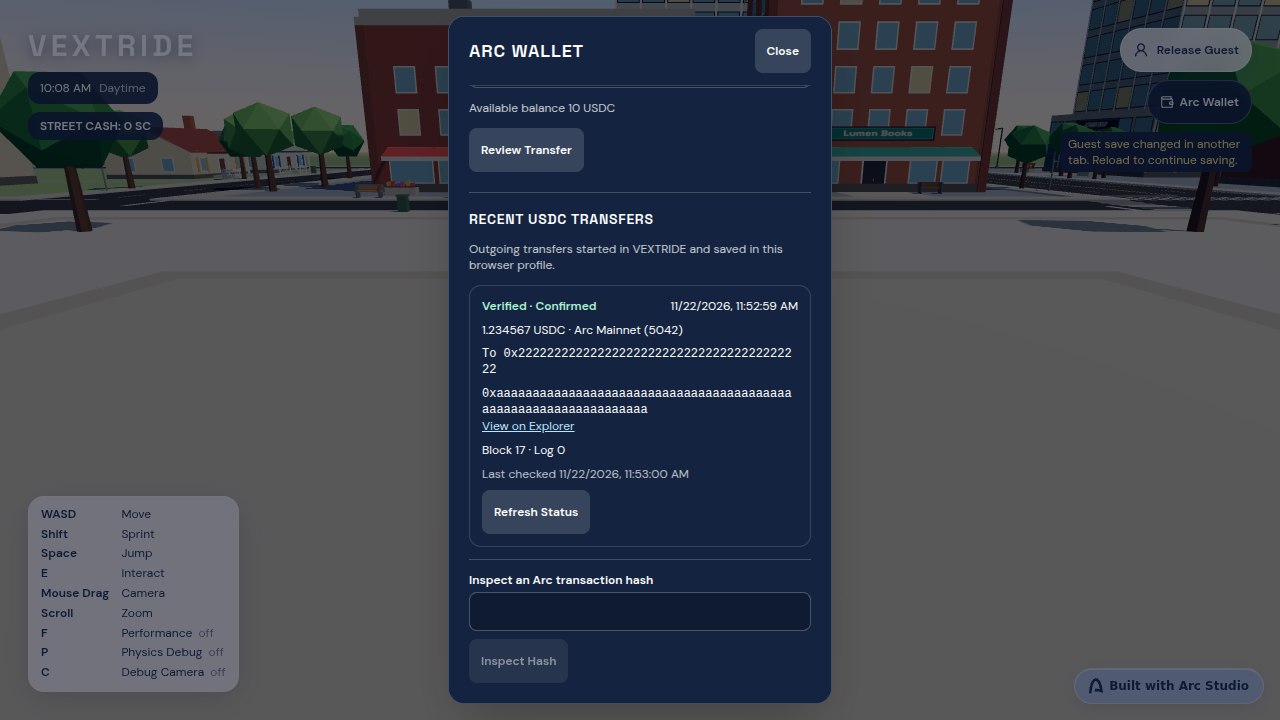 VEXTRIDE
10:08 AM Daytime
STREET CASH: 0 SC
ARC WALLET
Close
Available balance 10 USDC
Review Transfer
RECENT USDC TRANSFERS
Outgoing transfers started in VEXTRIDE and saved in this
browser profile.
Verified · Confirmed 11/22/2026, 11:52:59 AM
1.234567 USDC · Arc Mainnet (5042)
To 0x22222222222222222222222222222222222222
22
0xaaaaaaaaaaaaaaaaaaaaaaaaaaaaaaaaaaaaaaaaa
aaaaaaaaaaaaaaaaaaaaaaa
View on Explorer
Block 17 · Log 0
Last checked 11/22/2026, 11:53:00 AM
Refresh Status
Inspect an Arc transaction hash
Inspect Hash
Release Guest
Arc Wallet
Guest save changed in another
tab. Reload to continue saving.
Lumen Books
WASD Move
Shift Sprint
Space Jump
E Interact
Mouse Drag Camera
Scroll Zoom
F Performance off
P Physics Debug off
C Debug Camera off
Built with Arc Studio